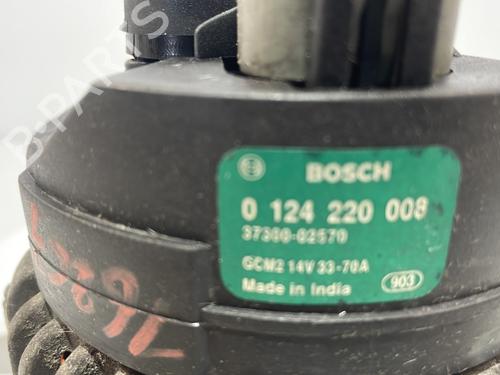 B-PARTS
BOSCH
0 124 220 008
37300-02570
GCM2 14V 33-70A
Made in India
903